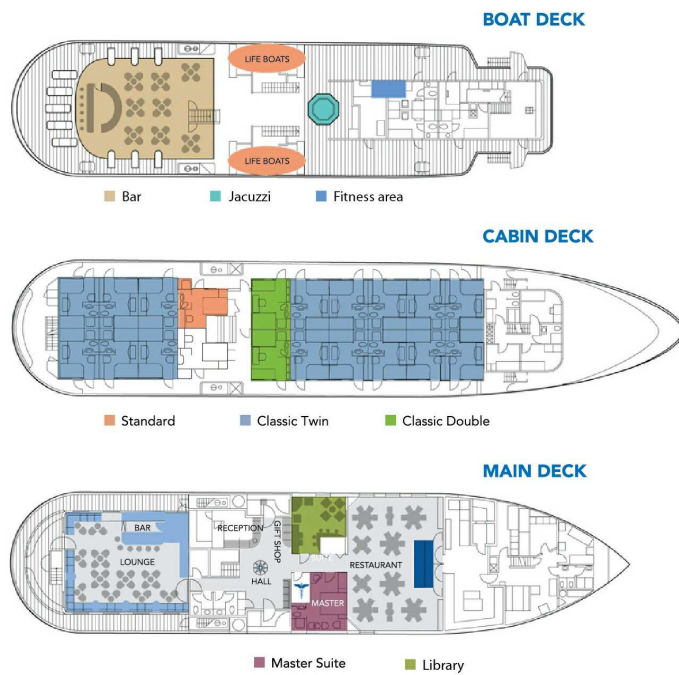 BOAT DECK
LIFE BOATS
LIFE BOATS
Bar
Jacuzzi
Fitness area
CABIN DECK
Standard
Classic Twin
Classic Double
MAIN DECK
BAR
RECEPTION
GIFT SHOP
LOUNGE
HALL
RESTAURANT
MASTER
Master Suite
Library